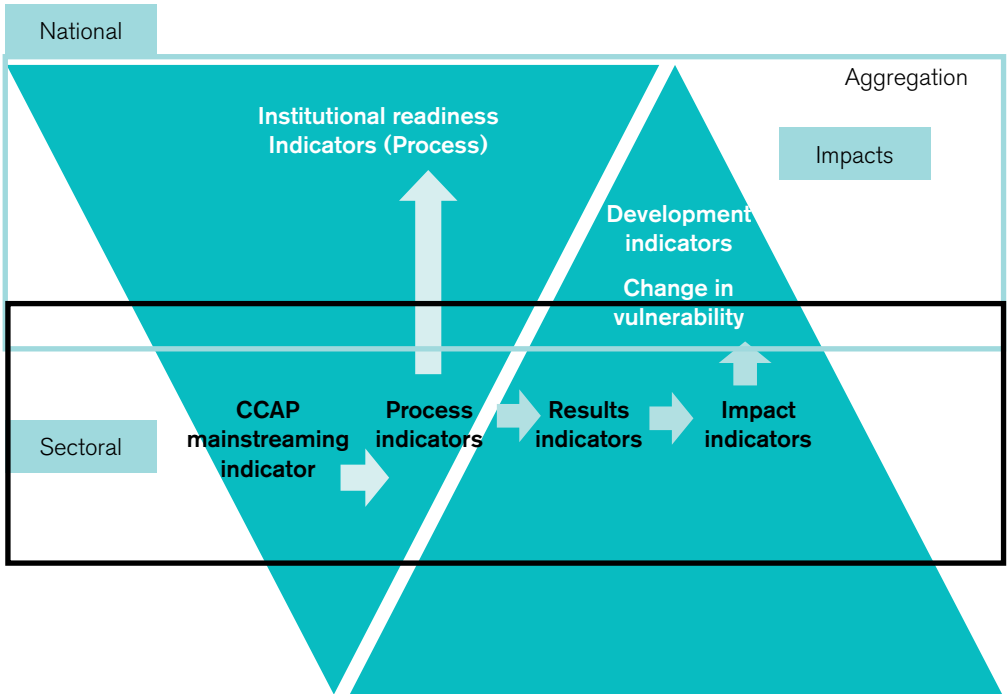 National
Aggregation
Institutional readiness
Indicators (Process)
Impacts
Development
indicators
Change in
vulnerability
Sectoral
CCAP
mainstreaming
indicator
Process
indicators
Results
indicators
Impact
indicators